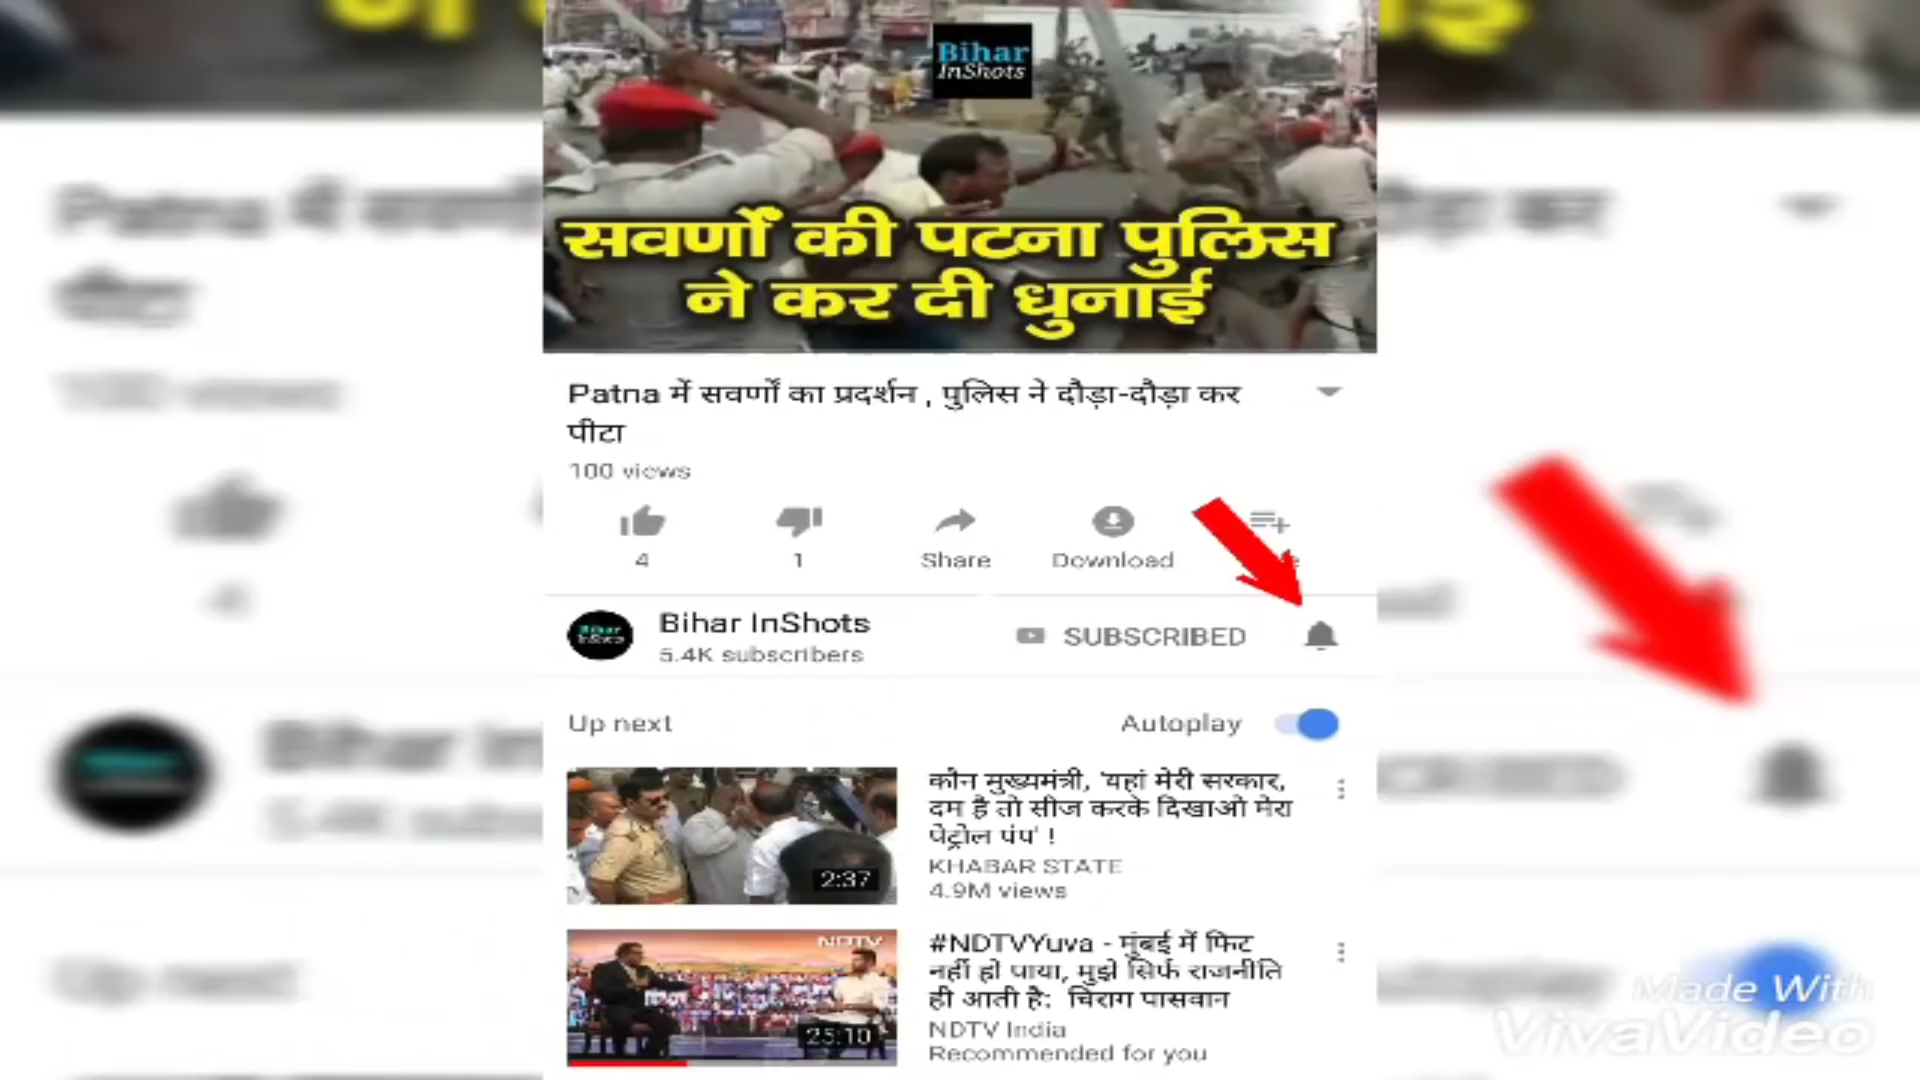 Bihar
InShots
सवर्णों की पटना पुलिस
ने कर दी धुनाई
Patna में सवर्णों का प्रदर्शन , पुलिस ने दौड़ा-दौड़ा कर
पीटा
100 views
4
1
Share
Download
Bihar InShots
5.4K subscribers
SUBSCRIBED
Up next
Autoplay
कौन मुख्यमंत्री, 'यहां मेरी सरकार,
दम है तो सीज करके दिखाओ मेरा
पेट्रोल पंप' !
KHABAR STATE
4.9M views
2:37
NDTV
#NDTVYuva - मुंबई में फिट
नहीं हो पाया, मुझे सिर्फ राजनीति
ही आती है: चिराग पासवान
NDTV India
Recommended for you
25:10
Made With
VivaVideo